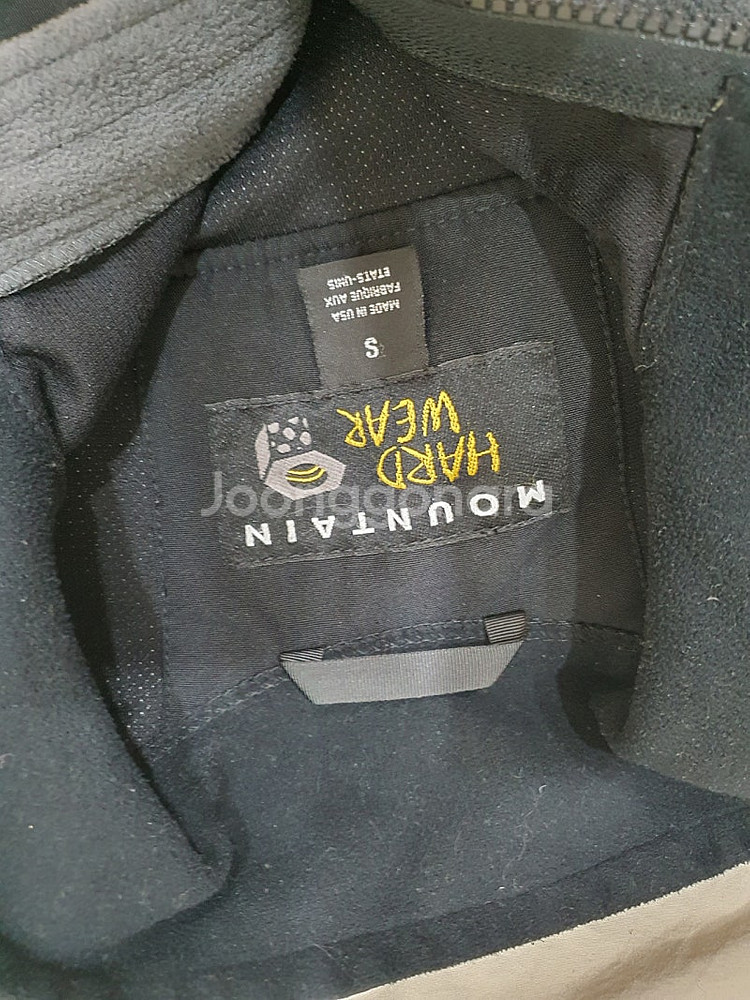 MOUNTAIN
HARD
WEAR
S
MADE IN USA
FABRIQUE AUX
ETATS-UNIS
Joonggonara